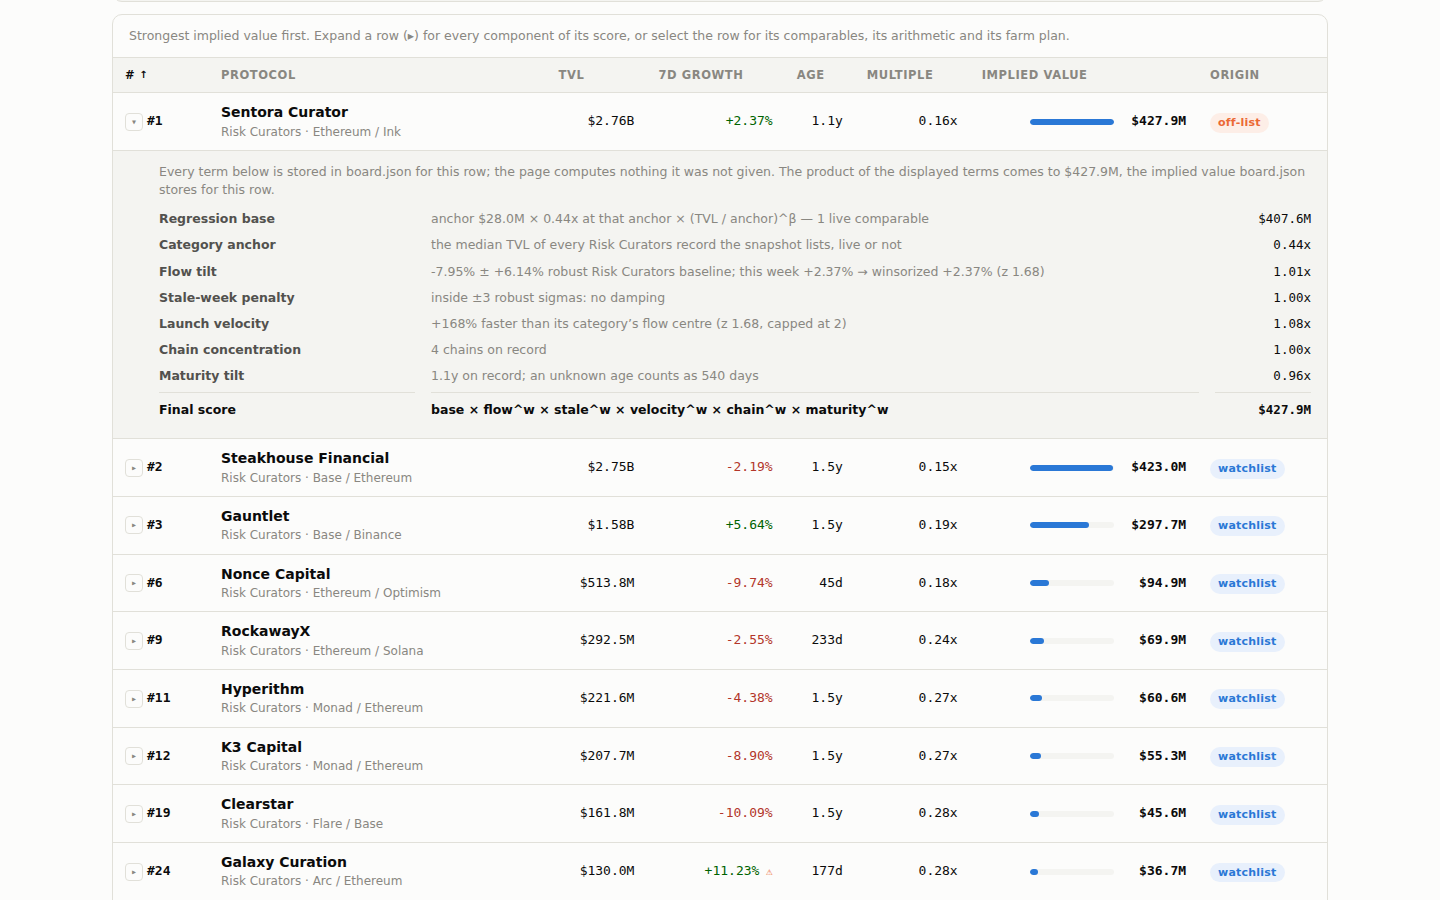 Strongest implied value first. Expand a row (▸) for every component of its score, or select the row for its comparables, its arithmetic and its farm plan.
# ↑ PROTOCOL TVL 7D GROWTH AGE MULTIPLE IMPLIED VALUE ORIGIN
▾ #1 Sentora Curator $2.76B +2.37% 1.1y 0.16x $427.9M off-list
Risk Curators · Ethereum / Ink
Every term below is stored in board.json for this row; the page computes nothing it was not given. The product of the displayed terms comes to $427.9M, the implied value board.json
stores for this row.
Regression base anchor $28.0M × 0.44x at that anchor × (TVL / anchor)^β — 1 live comparable $407.6M
Category anchor the median TVL of every Risk Curators record the snapshot lists, live or not 0.44x
Flow tilt -7.95% ± +6.14% robust Risk Curators baseline; this week +2.37% → winsorized +2.37% (z 1.68) 1.01x
Stale-week penalty inside ±3 robust sigmas: no damping 1.00x
Launch velocity +168% faster than its category’s flow centre (z 1.68, capped at 2) 1.08x
Chain concentration 4 chains on record 1.00x
Maturity tilt 1.1y on record; an unknown age counts as 540 days 0.96x
Final score base × flow^w × stale^w × velocity^w × chain^w × maturity^w $427.9M
▸ #2 Steakhouse Financial $2.75B -2.19% 1.5y 0.15x $423.0M watchlist
Risk Curators · Base / Ethereum
▸ #3 Gauntlet $1.58B +5.64% 1.5y 0.19x $297.7M watchlist
Risk Curators · Base / Binance
▸ #6 Nonce Capital $513.8M -9.74% 45d 0.18x $94.9M watchlist
Risk Curators · Ethereum / Optimism
▸ #9 RockawayX $292.5M -2.55% 233d 0.24x $69.9M watchlist
Risk Curators · Ethereum / Solana
▸ #11 Hyperithm $221.6M -4.38% 1.5y 0.27x $60.6M watchlist
Risk Curators · Monad / Ethereum
▸ #12 K3 Capital $207.7M -8.90% 1.5y 0.27x $55.3M watchlist
Risk Curators · Monad / Ethereum
▸ #19 Clearstar $161.8M -10.09% 1.5y 0.28x $45.6M watchlist
Risk Curators · Flare / Base
▸ #24 Galaxy Curation $130.0M +11.23% ⚠ 177d 0.28x $36.7M watchlist
Risk Curators · Arc / Ethereum